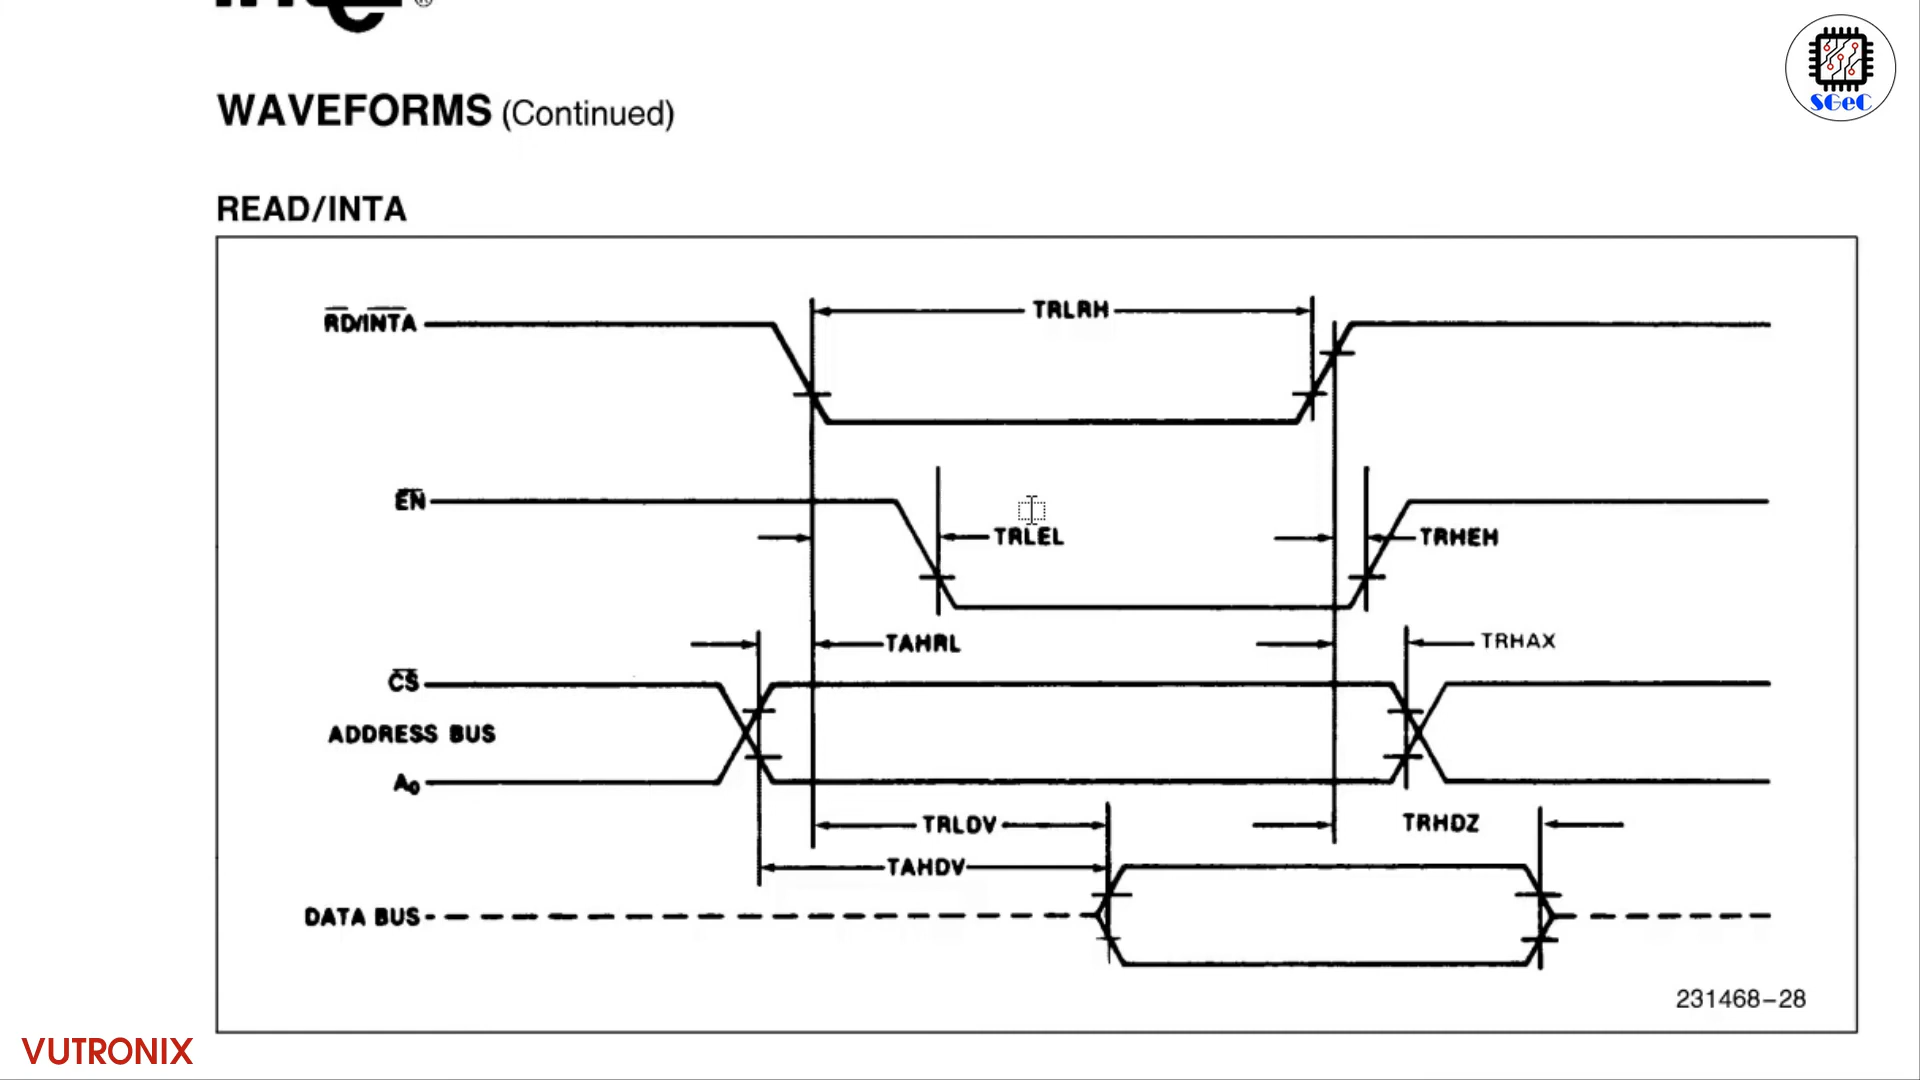 ®
SGeC
WAVEFORMS (Continued)
READ/INTA
RD/INTA
TRLRH
EN
TRLEL
TRHEH
TAHRL
TRHAX
CS
ADDRESS BUS
A0
TRLDV
TRHDZ
TAHDV
DATA BUS
231468-28
VUTRONIX